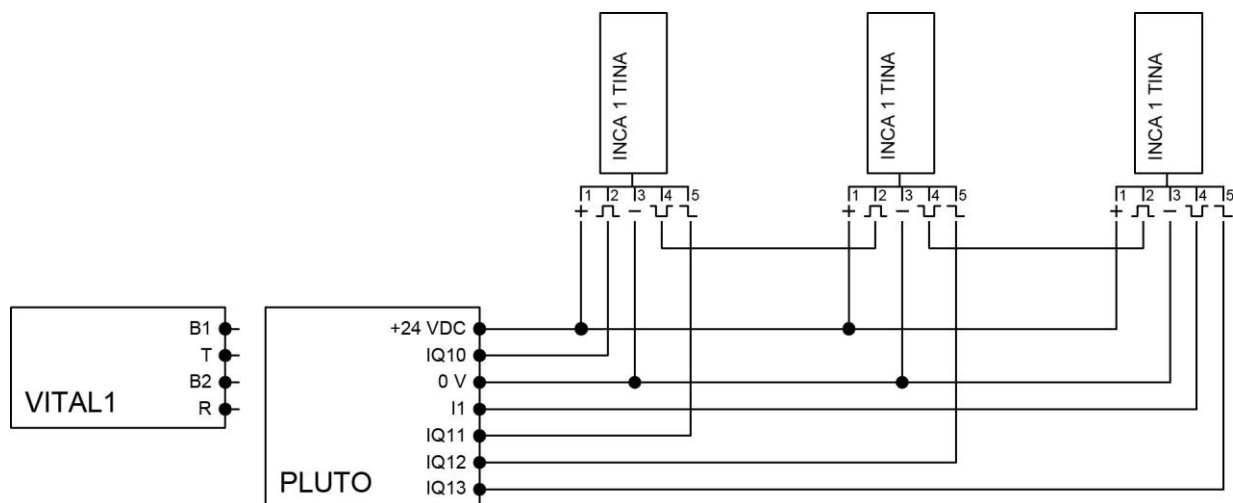 INCA 1 TINA
INCA 1 TINA
INCA 1 TINA
1 2 3 4 5
1 2 3 4 5
1 2 3 4 5
+ −
+ −
+ −
B1
T
B2
R
VITAL1
+24 VDC
IQ10
0 V
I1
IQ11
IQ12
IQ13
PLUTO